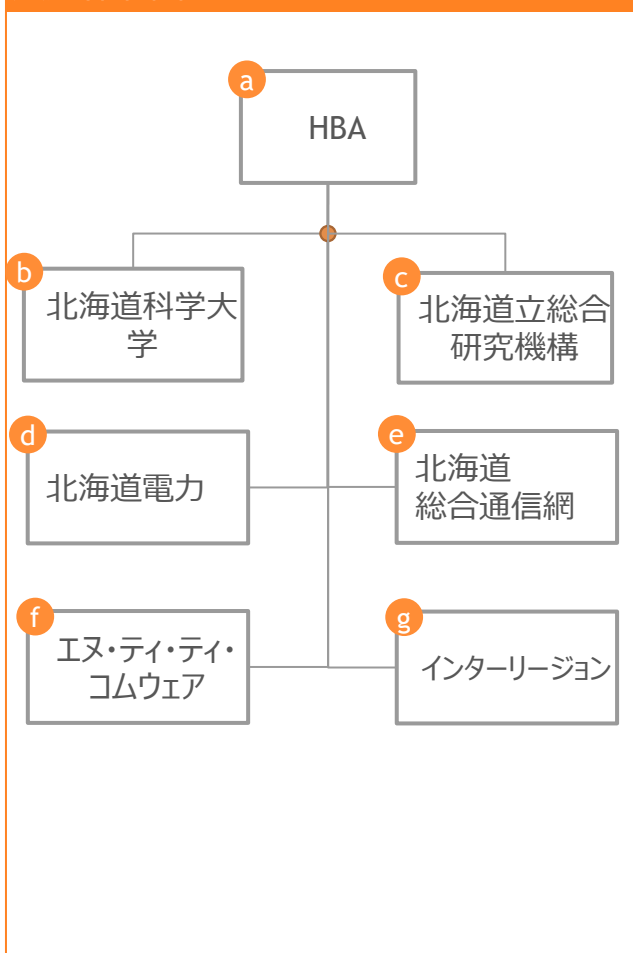 a
HBA
b
北海道科学大
学
c
北海道立総合
研究機構
d
北海道電力
e
北海道
総合通信網
f
エヌ・ティ・ティ・
コムウェア
g
インターリージョン